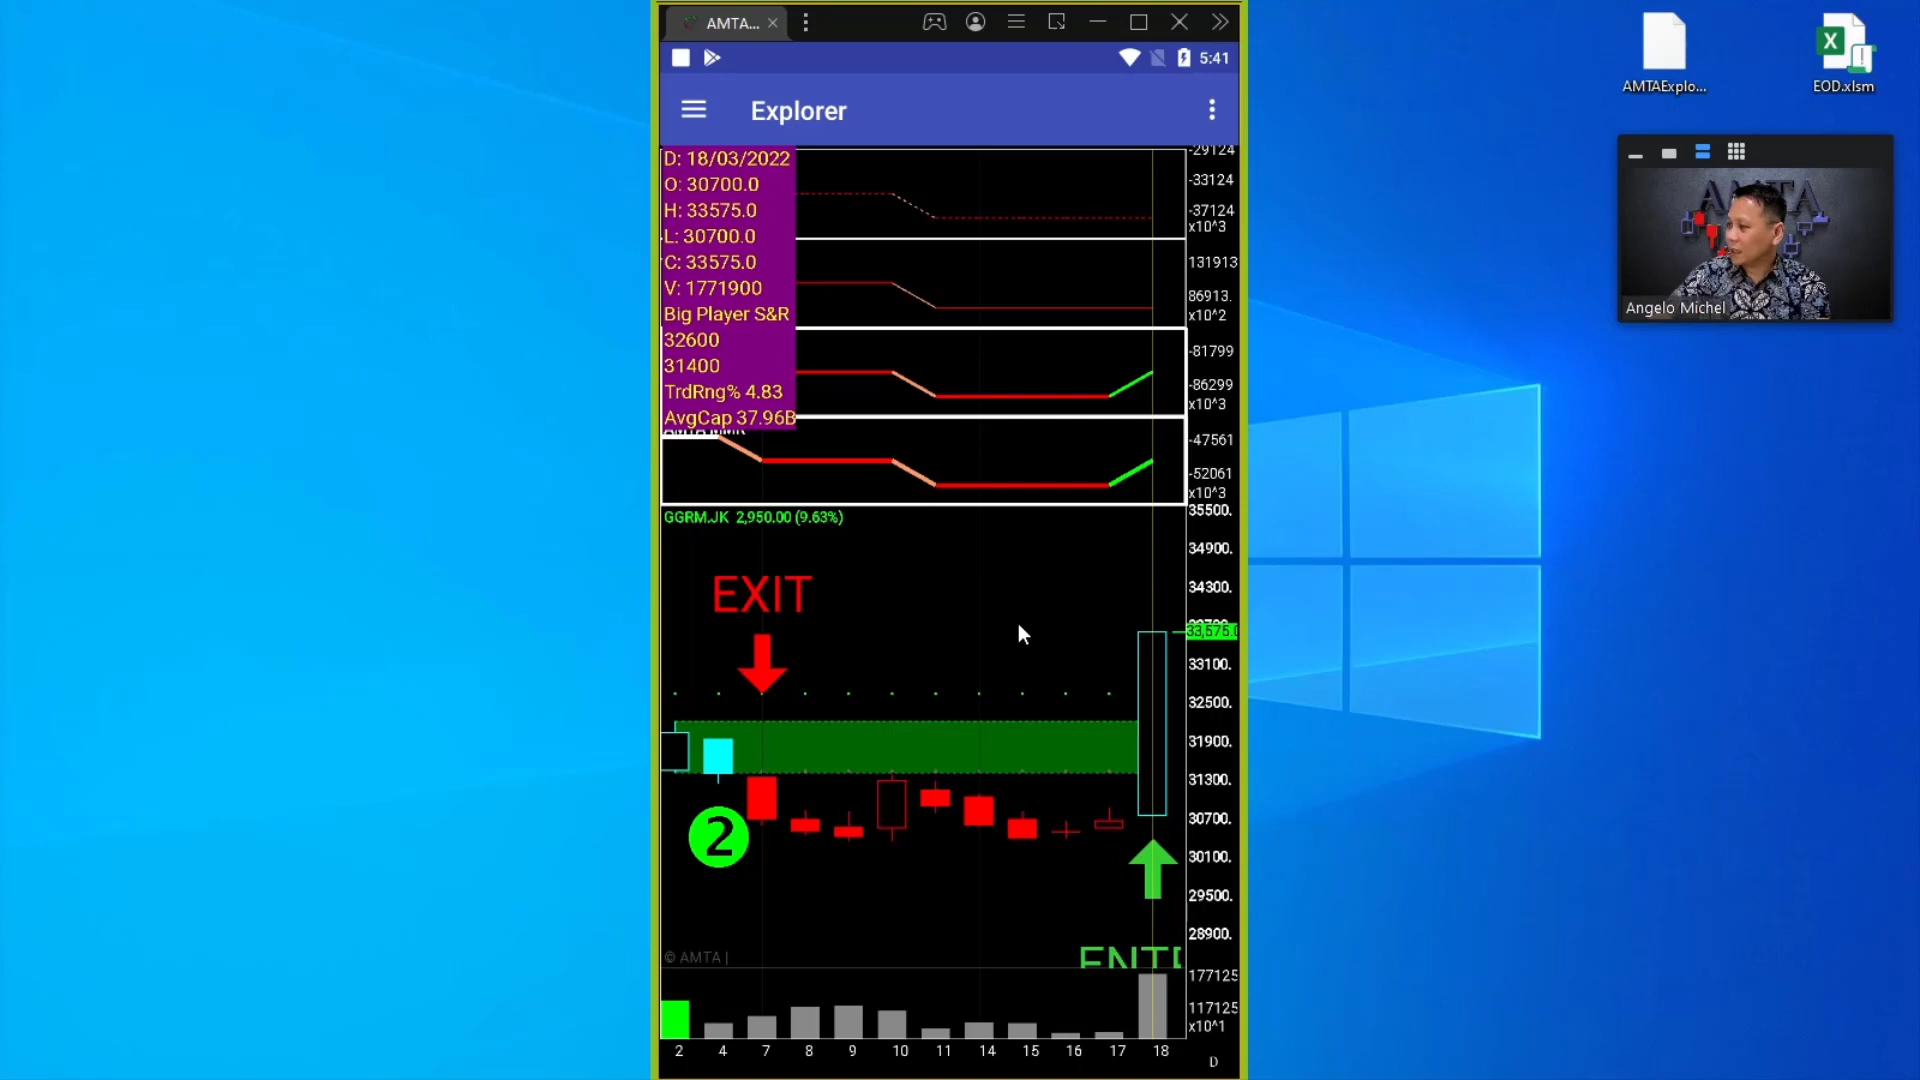 AMTA...
5:41
AMTAExplo...
EOD.xlsm
Explorer
D: 18/03/2022
O: 30700.0
H: 33575.0
L: 30700.0
C: 33575.0
V: 1771900
Big Player S&R
32600
31400
TrdRng% 4.83
AvgCap 37.96B
-29124
-33124
-37124
x10^3
131913
86913.
x10^2
-81799
-86299
x10^3
-47561
-52061
x10^3
AMTA
Angelo Michel
GGRM.JK 2,950.00 (9.63%)
35500.
34900.
34300.
33,575.0
33100.
32500.
31900.
31300.
30700.
30100.
29500.
28900.
EXIT
2
© AMTA |
177125
117125
x10^1
2 4 7 8 9 10 11 14 15 16 17 18
D